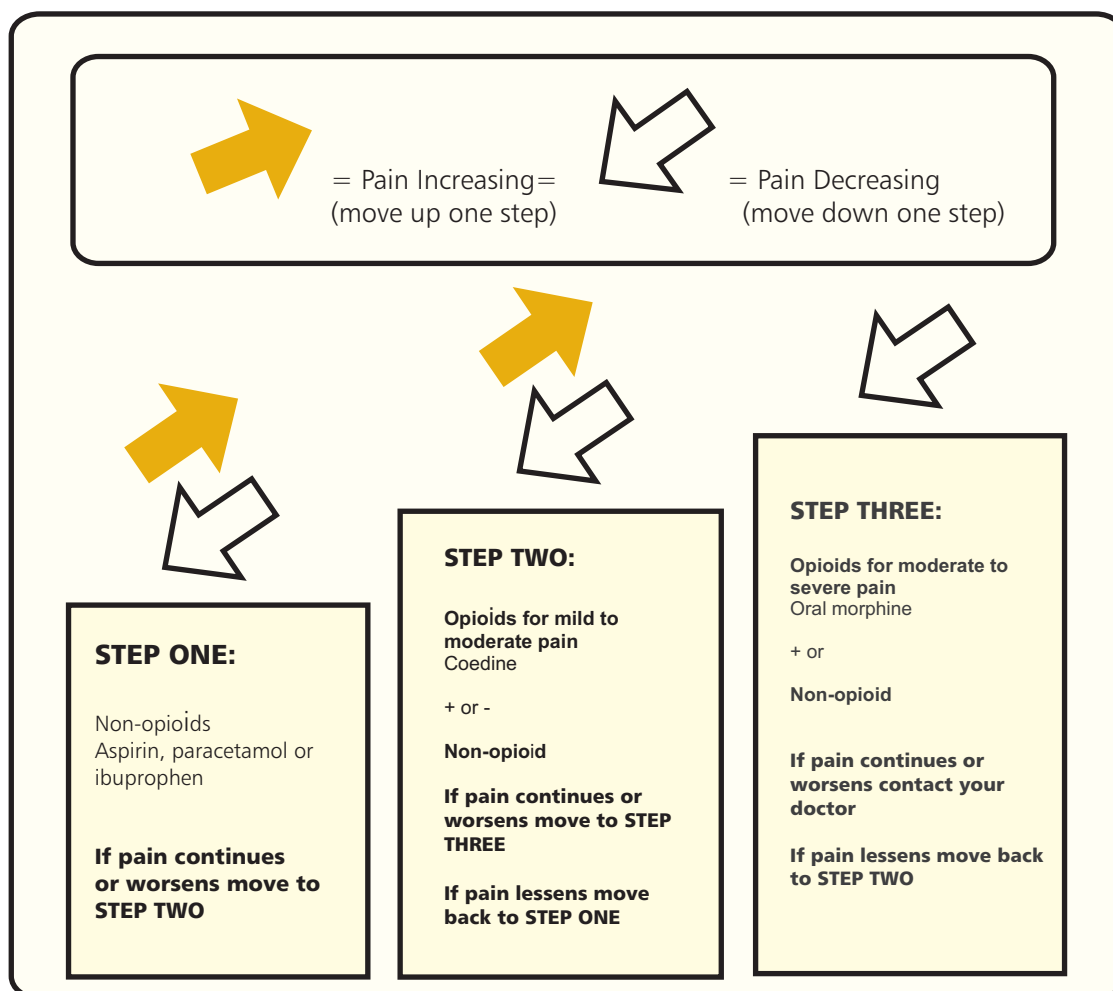 = Pain Increasing=
(move up one step)
= Pain Decreasing
(move down one step)
STEP ONE:
Non-opioids
Aspirin, paracetamol or
ibuprophen
If pain continues
or worsens move to
STEP TWO
STEP TWO:
Opioids for mild to
moderate pain
Coedine
+ or -
Non-opioid
If pain continues or
worsens move to STEP
THREE
If pain lessens move
back to STEP ONE
STEP THREE:
Opioids for moderate to
severe pain
Oral morphine
+ or
Non-opioid
If pain continues or
worsens contact your
doctor
If pain lessens move back
to STEP TWO